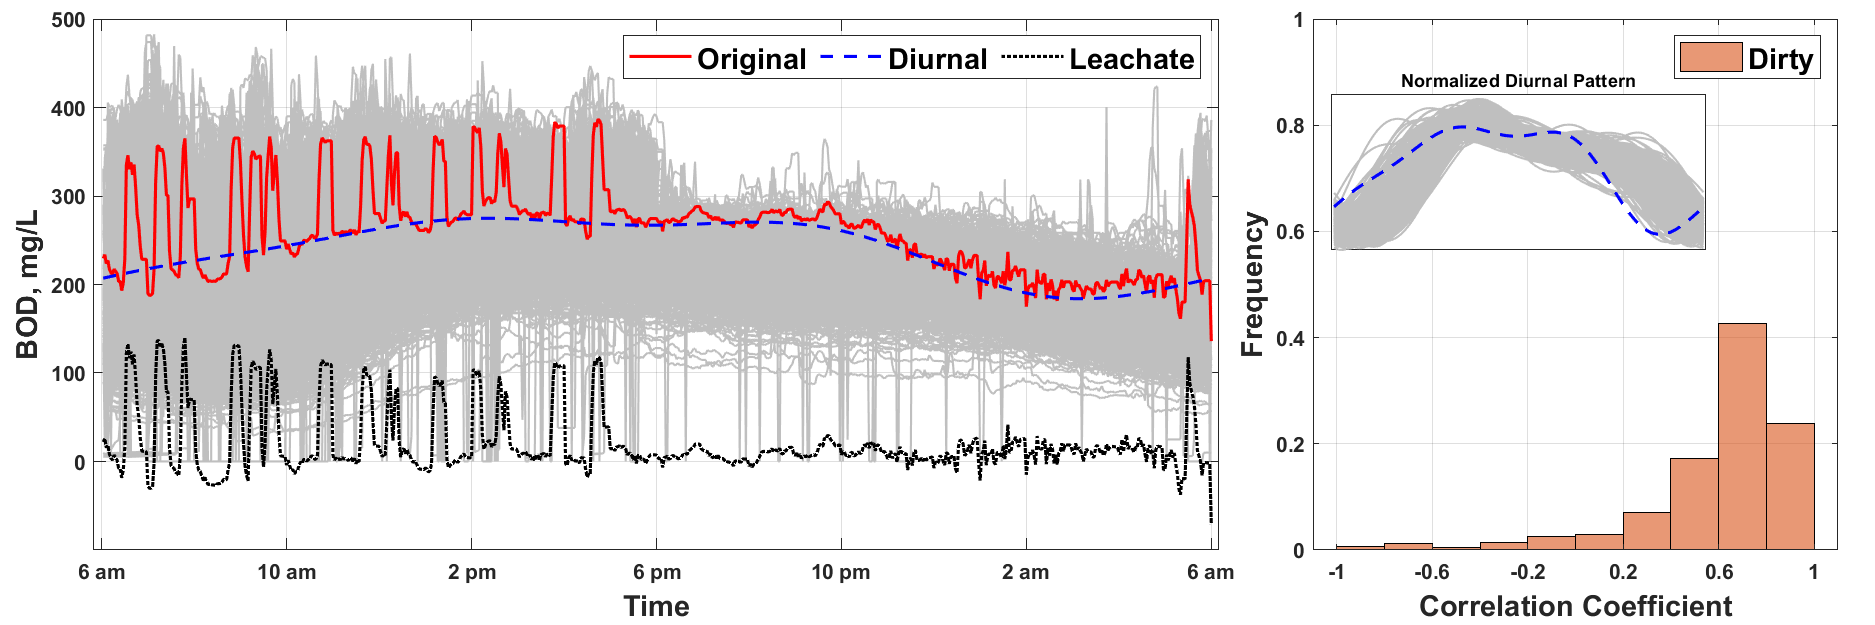 500
400
300
200
100
0
BOD, mg/L
Original Diurnal Leachate
6 am 10 am 2 pm 6 pm 10 pm 2 am 6 am
Time
1
0.8
0.6
0.4
0.2
0
Frequency
Dirty
Normalized Diurnal Pattern
-1 -0.6 -0.2 0.2 0.6 1
Correlation Coefficient